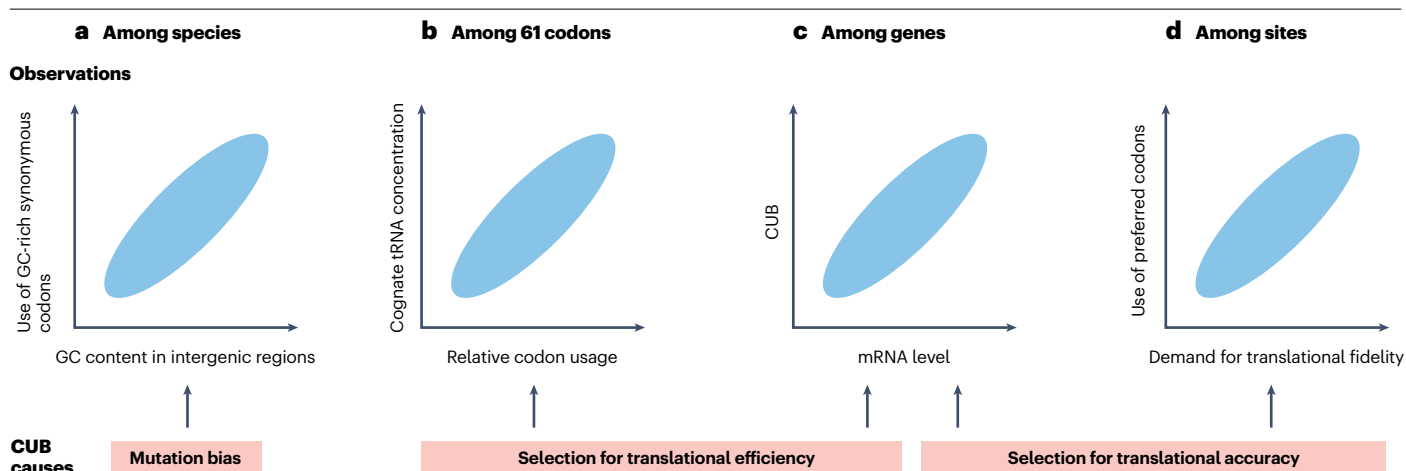 a Among species
b Among 61 codons
c Among genes
d Among sites
Observations
Use of GC-rich synonymous
codons
GC content in intergenic regions
Cognate tRNA concentration
Relative codon usage
CUB
mRNA level
Use of preferred codons
Demand for translational fidelity
CUB
causes
Mutation bias
Selection for translational efficiency
Selection for translational accuracy